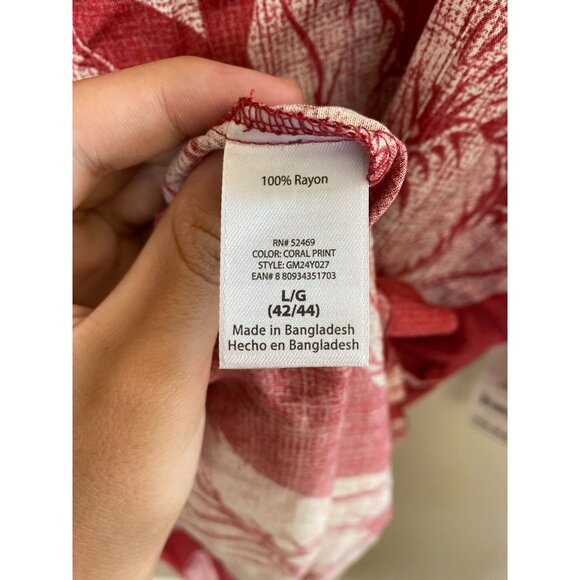 100% Rayon
RN# 52469
COLOR: CORAL PRINT
STYLE: GM24Y027
EAN# 8 80934351703
L/G
(42/44)
Made in Bangladesh
Hecho en Bangladesh